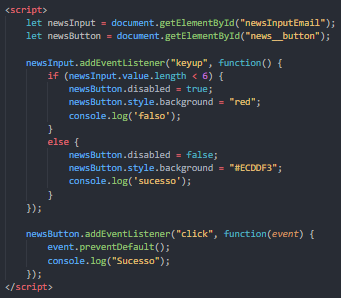 <script>
let newsInput = document.getElementById("newsInputEmail");
let newsButton = document.getElementById("news__button");
newsInput.addEventListener("keyup", function() {
if (newsInput.value.length < 6) {
newsButton.disabled = true;
newsButton.style.background = "red";
console.log('falso');
}
else {
newsButton.disabled = false;
newsButton.style.background = "#ECDDF3";
console.log('sucesso');
}
});
newsButton.addEventListener("click", function(event) {
event.preventDefault();
console.log("Sucesso");
});
</script>